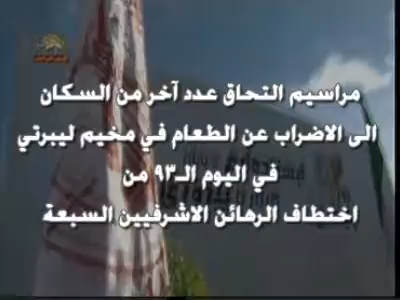 مراسيم التحاق عدد آخر من السكان
الى الاضراب عن الطعام في مخيم ليبرتي
في اليوم الـ٩٣ من
اختطاف الرهائن الاشرفيين السبعة